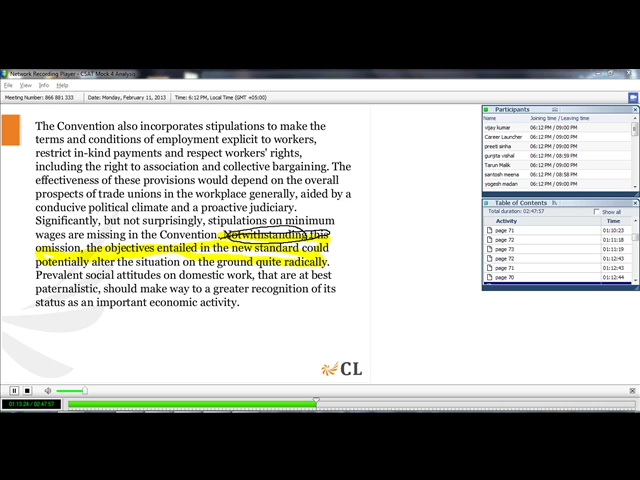 Network Recording Player - CSAT Mock 4 Analysis
File View Info Help
Meeting Number: 866 881 333 Date: Monday, February 11, 2013 Time: 6:12 PM, Local Time (GMT +05:00)
The Convention also incorporates stipulations to make the
terms and conditions of employment explicit to workers,
restrict in-kind payments and respect workers' rights,
including the right to association and collective bargaining. The
effectiveness of these provisions would depend on the overall
prospects of trade unions in the workplace generally, aided by a
conducive political climate and a proactive judiciary.
Significantly, but not surprisingly, stipulations on minimum
wages are missing in the Convention. Notwithstanding this
omission, the objectives entailed in the new standard could
potentially alter the situation on the ground quite radically.
Prevalent social attitudes on domestic work, that are at best
paternalistic, should make way to a greater recognition of its
status as an important economic activity.
CL
Participants
Name Joining time / Leaving time
vijay kumar 06:12 PM / 09:00 PM
Career Launcher 06:12 PM / 09:00 PM
preeti sinha 06:12 PM / 09:00 PM
gunjita vishal 06:12 PM / 08:59 PM
Tarun Malik 06:12 PM / 09:00 PM
santosh meena 06:12 PM / 08:58 PM
yogesh madan 06:12 PM / 09:00 PM
Table of Contents
Total duration: 02:47:57 Show all
Activity Time
page 71 01:10:23
page 72 01:11:18
page 73 01:11:19
page 72 01:12:43
page 71 01:12:43
page 70 01:12:44
01:13:24 / 02:47:57